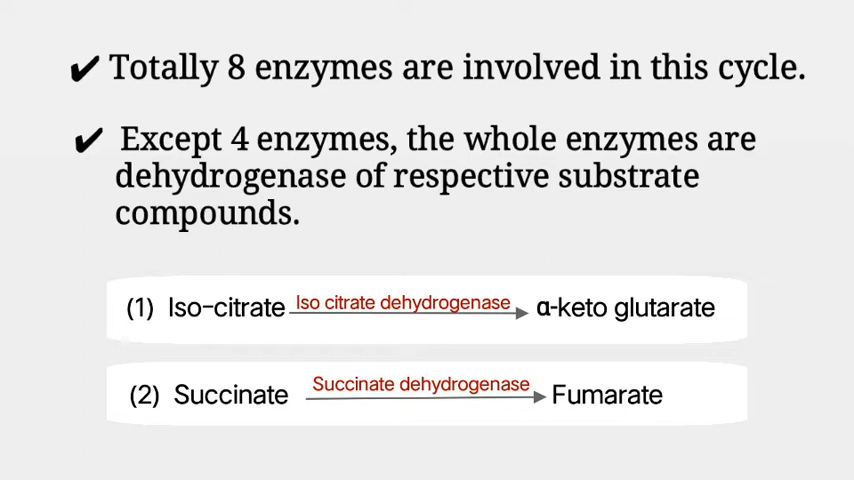 ✔ Totally 8 enzymes are involved in this cycle.
✔ Except 4 enzymes, the whole enzymes are
dehydrogenase of respective substrate
compounds.
(1) Iso-citrate Iso citrate dehydrogenase α-keto glutarate
(2) Succinate Succinate dehydrogenase Fumarate